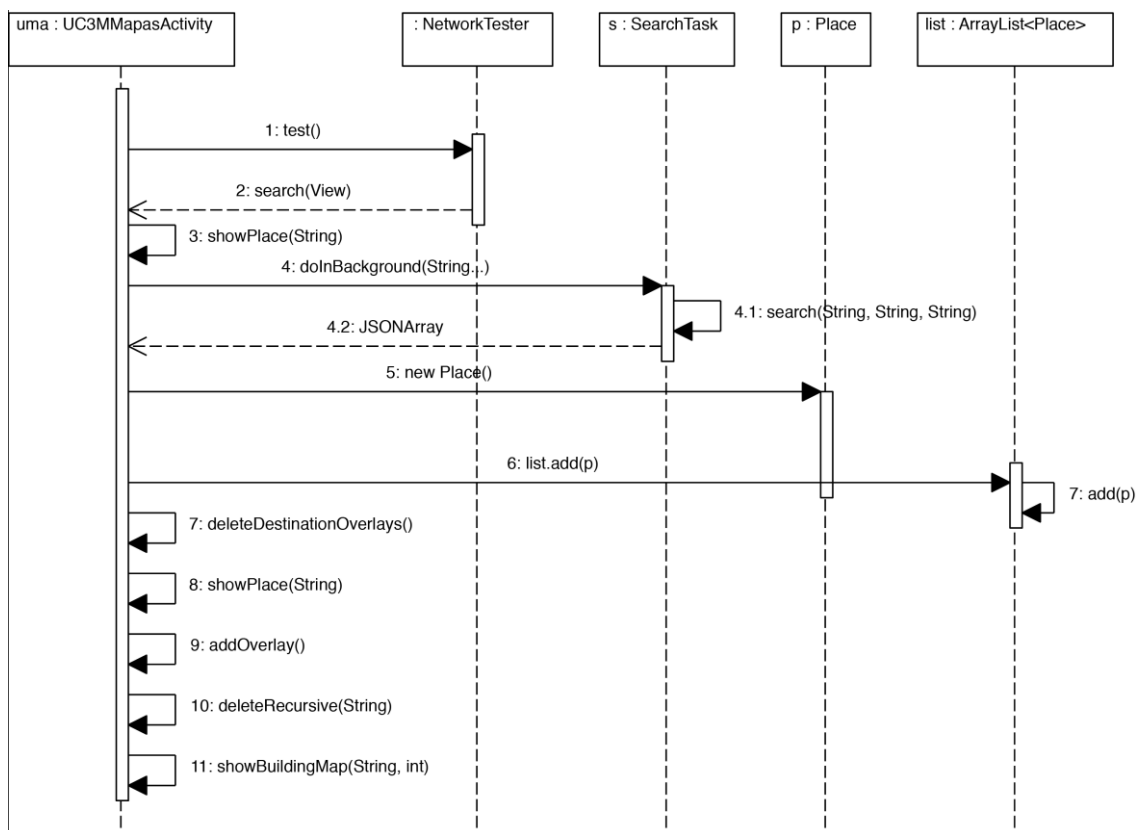 uma : UC3MMapasActivity
: NetworkTester
s : SearchTask
p : Place
list : ArrayList<Place>
1: test()
2: search(View)
3: showPlace(String)
4: doInBackground(String...)
4.1: search(String, String, String)
4.2: JSONArray
5: new Place()
6: list.add(p)
7: add(p)
7: deleteDestinationOverlays()
8: showPlace(String)
9: addOverlay()
10: deleteRecursive(String)
11: showBuildingMap(String, int)